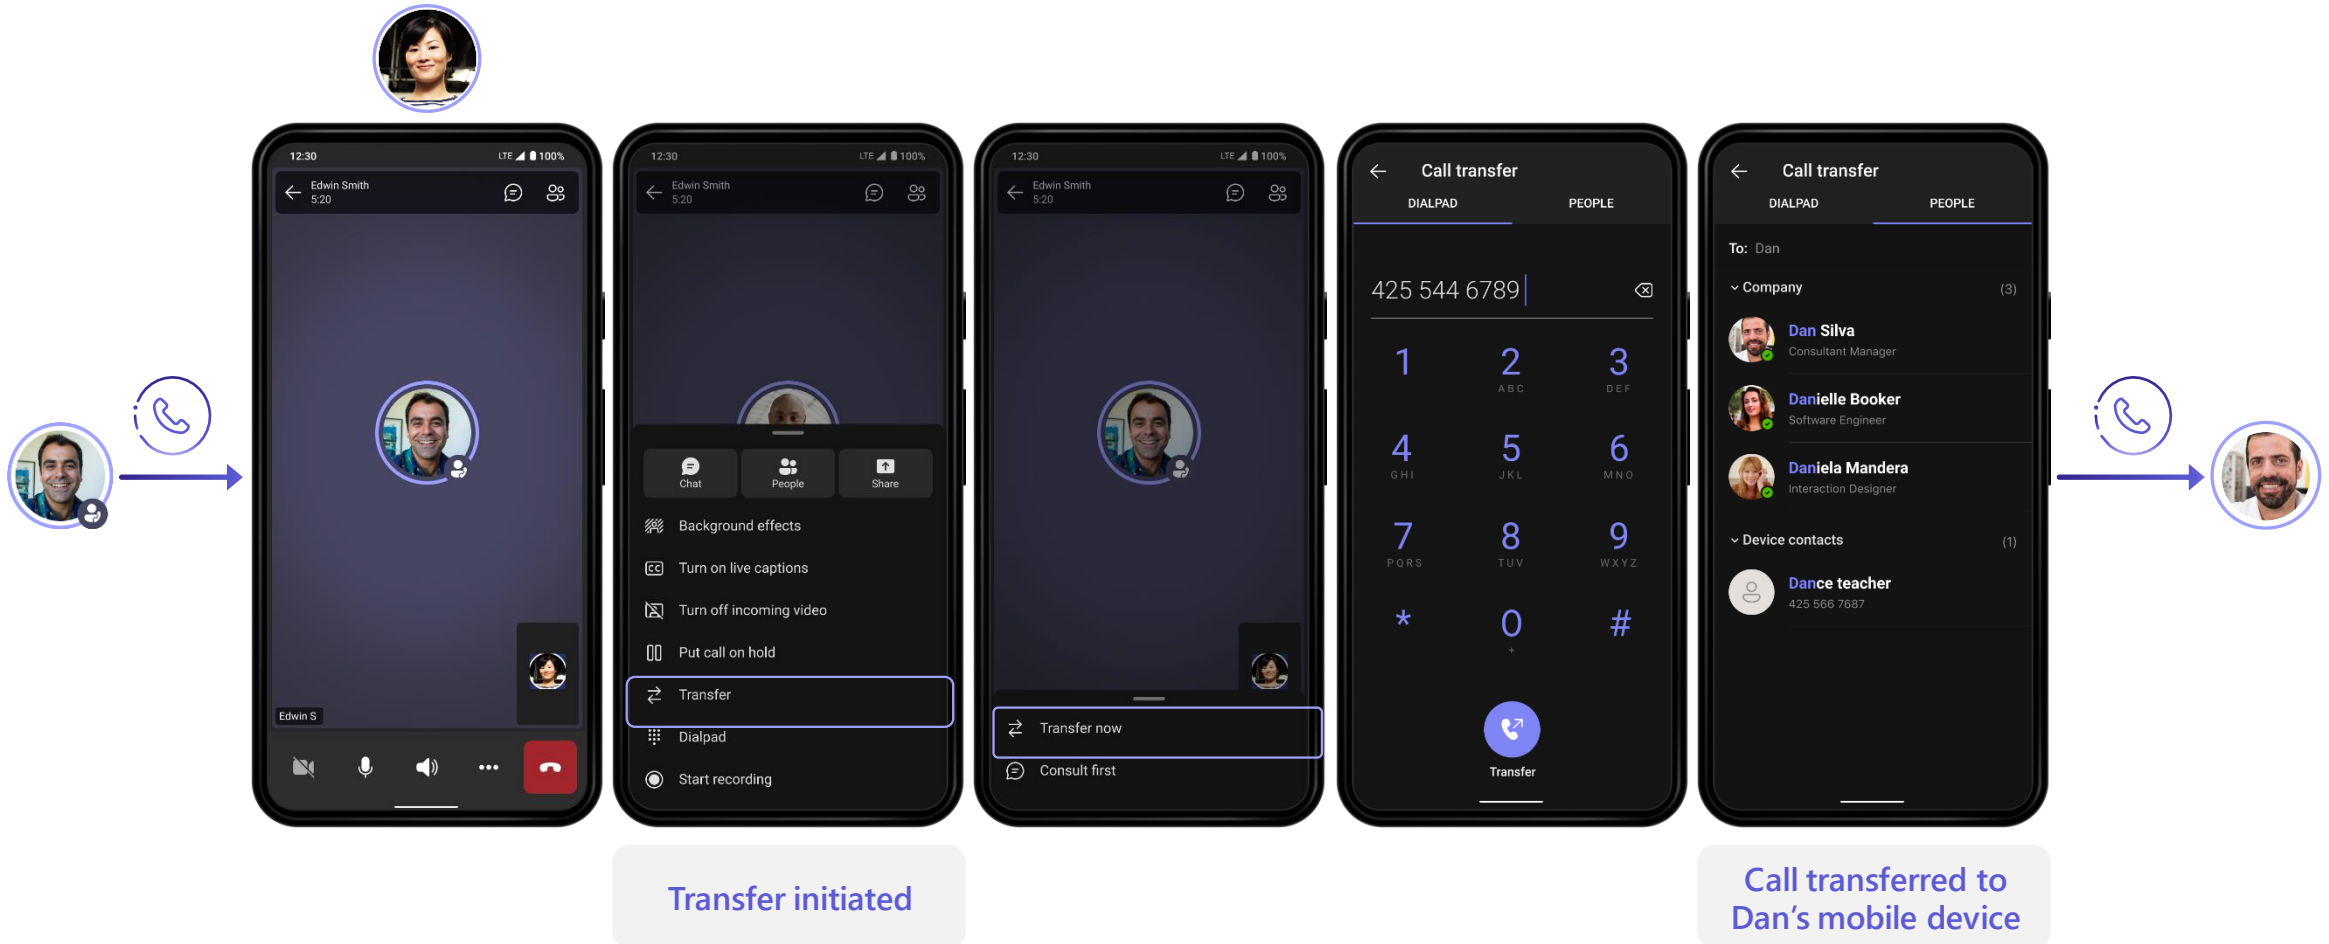 12:30
LTE 100%
Edwin Smith
5:20
Edwin S
12:30
LTE 100%
Edwin Smith
5:20
Chat
People
Share
Background effects
CC
Turn on live captions
Turn off incoming video
Put call on hold
Transfer
Dialpad
Start recording
Transfer initiated
12:30
LTE 100%
Edwin Smith
5:20
Transfer now
Consult first
Call transfer
DIALPAD PEOPLE
425 544 6789
1 2 3
ABC DEF
4 5 6
GHI JKL MNO
7 8 9
PQRS TUV WXYZ
* 0 #
+
Transfer
Call transfer
DIALPAD PEOPLE
To: Dan
Company (3)
Dan Silva
Consultant Manager
Danielle Booker
Software Engineer
Daniela Mandera
Interaction Designer
Device contacts (1)
Dance teacher
425 566 7687
Call transferred to
Dan's mobile device